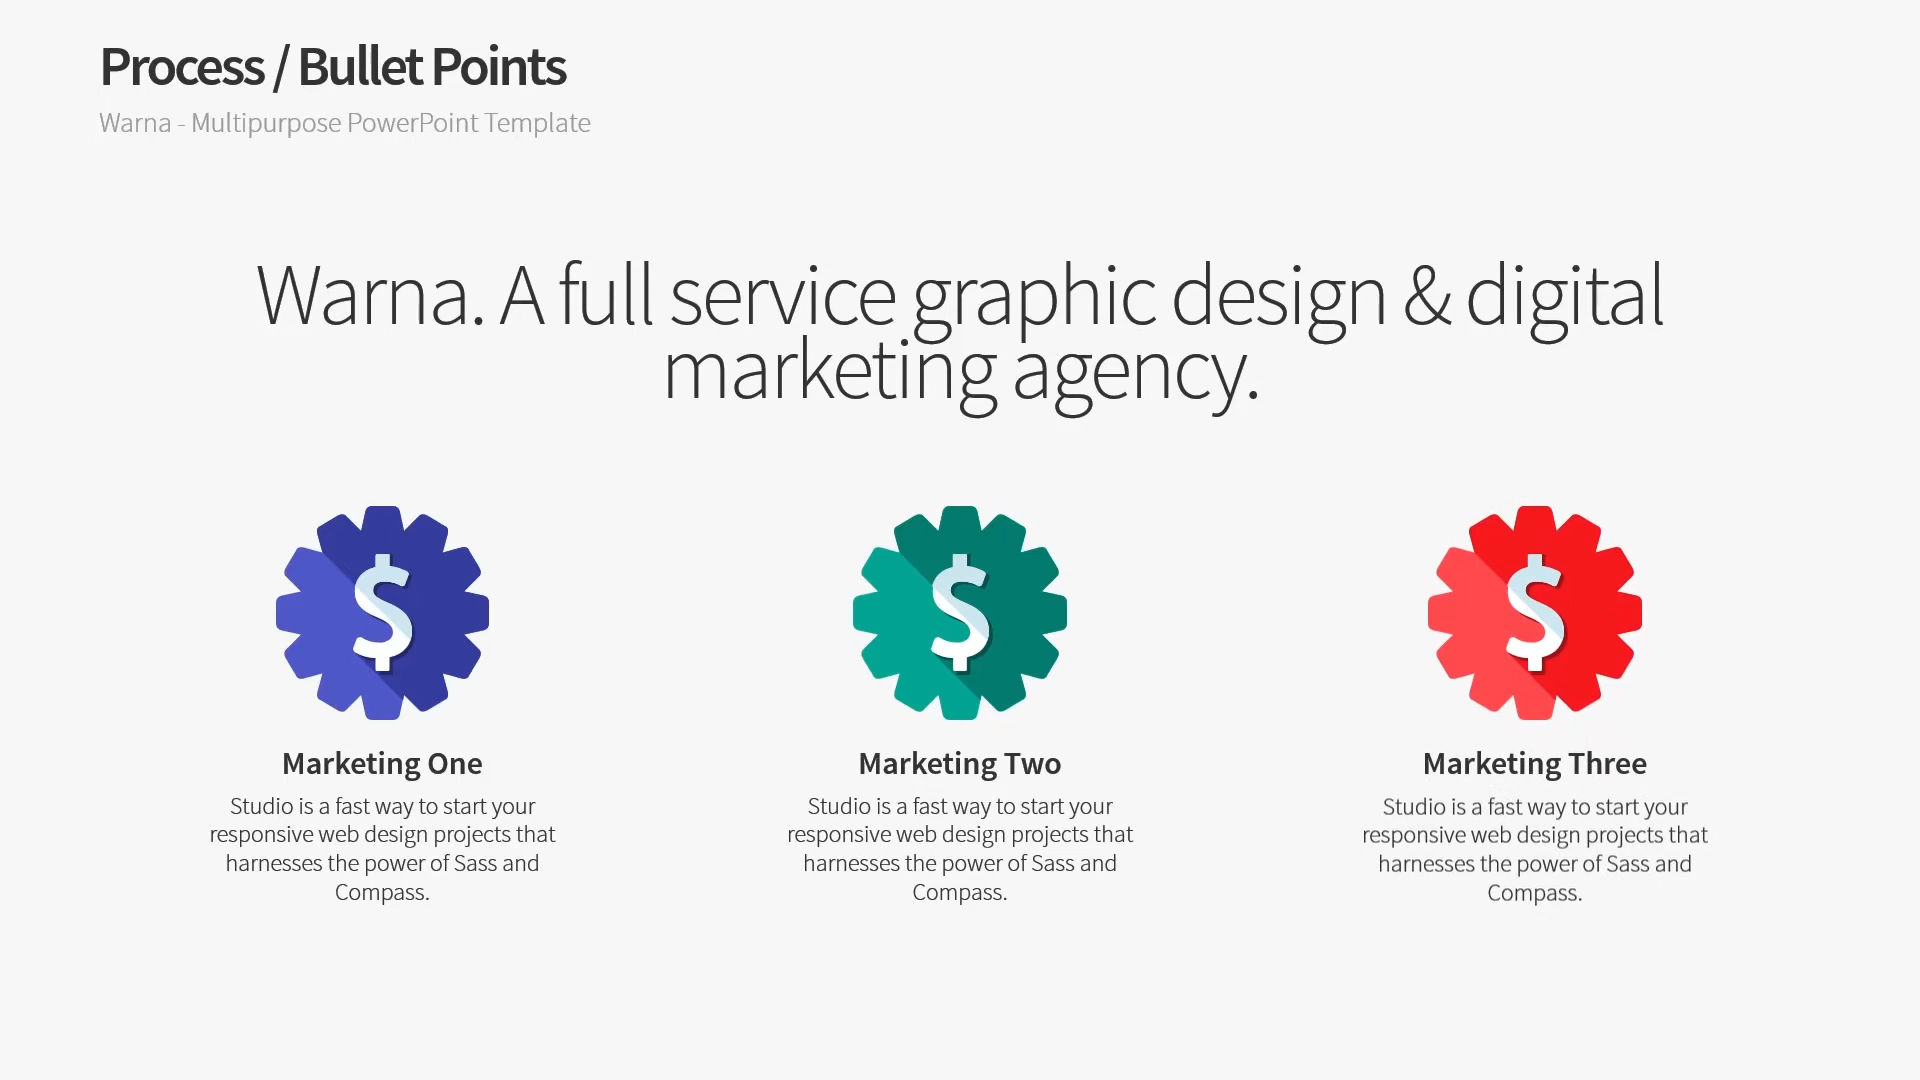 Process / Bullet Points
Warna - Multipurpose PowerPoint Template
Warna. A full service graphic design & digital
marketing agency.
$
$
$
Marketing One
Studio is a fast way to start your
responsive web design projects that
harnesses the power of Sass and
Compass.
Marketing Two
Studio is a fast way to start your
responsive web design projects that
harnesses the power of Sass and
Compass.
Marketing Three
Studio is a fast way to start your
responsive web design projects that
harnesses the power of Sass and
Compass.